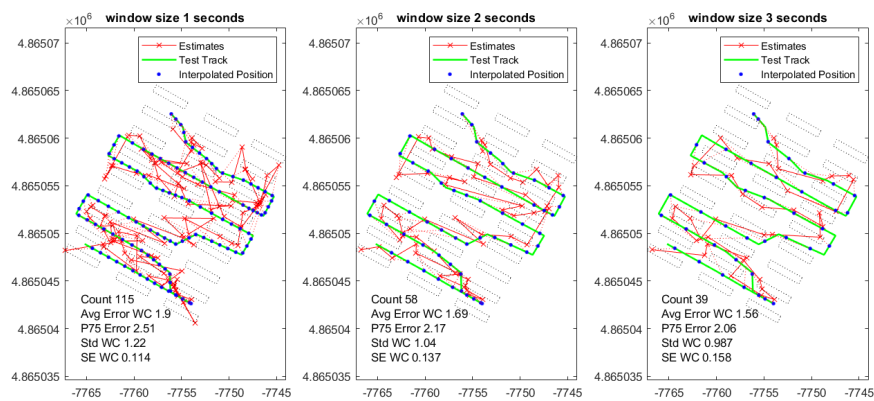 window size 1 seconds
×10⁶
4.86507
4.865065
4.86506
4.865055
4.86505
4.865045
4.86504
4.865035
-7765
-7760
-7755
-7750
-7745
Estimates
Test Track
Interpolated Position
Count 115
Avg Error WC 1.9
P75 Error 2.51
Std WC 1.22
SE WC 0.114
window size 2 seconds
×10⁶
4.86507
4.865065
4.86506
4.865055
4.86505
4.865045
4.86504
4.865035
-7765
-7760
-7755
-7750
-7745
Estimates
Test Track
Interpolated Position
Count 58
Avg Error WC 1.69
P75 Error 2.17
Std WC 1.04
SE WC 0.137
window size 3 seconds
×10⁶
4.86507
4.865065
4.86506
4.865055
4.86505
4.865045
4.86504
4.865035
-7765
-7760
-7755
-7750
-7745
Estimates
Test Track
Interpolated Position
Count 39
Avg Error WC 1.56
P75 Error 2.06
Std WC 0.987
SE WC 0.158